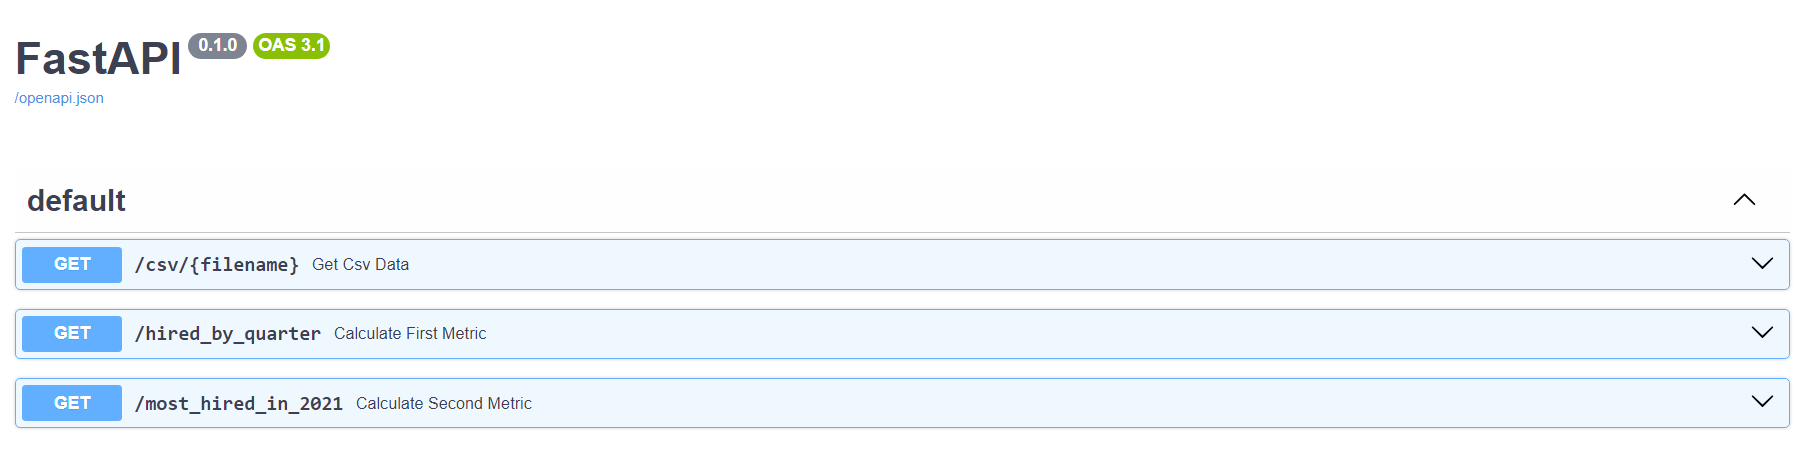 FastAPI 0.1.0 OAS 3.1
/openapi.json
default
GET /csv/{filename} Get Csv Data
GET /hired_by_quarter Calculate First Metric
GET /most_hired_in_2021 Calculate Second Metric